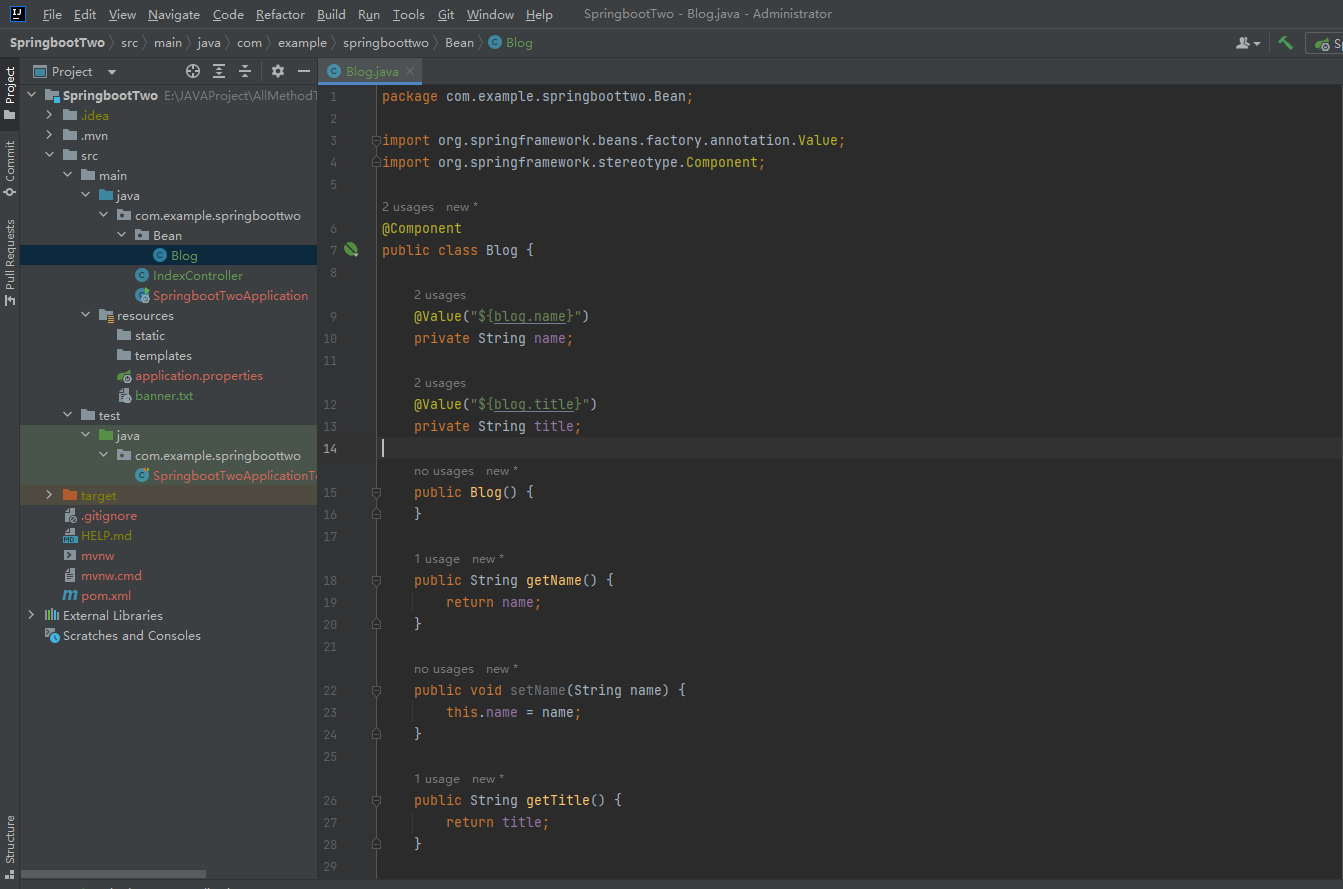 File Edit View Navigate Code Refactor Build Run Tools Git Window Help SpringbootTwo - Blog.java - Administrator
SpringbootTwo src main java com example springboottwo Bean Blog
Project
Blog.java
Project
Commit
Pull Requests
Structure
SpringbootTwo E:\JAVAProject\AllMethodT
.idea
.mvn
src
main
java
com.example.springboottwo
Bean
Blog
IndexController
SpringbootTwoApplication
resources
static
templates
application.properties
banner.txt
test
java
com.example.springboottwo
SpringbootTwoApplicationTe
target
.gitignore
HELP.md
mvnw
mvnw.cmd
pom.xml
External Libraries
Scratches and Consoles
1 package com.example.springboottwo.Bean;
2
3 import org.springframework.beans.factory.annotation.Value;
4 import org.springframework.stereotype.Component;
5
2 usages new *
6 @Component
7 public class Blog {
8
2 usages
9 @Value("${blog.name}")
10 private String name;
11
2 usages
12 @Value("${blog.title}")
13 private String title;
14
no usages new *
15 public Blog() {
16 }
17
1 usage new *
18 public String getName() {
19 return name;
20 }
21
no usages new *
22 public void setName(String name) {
23 this.name = name;
24 }
25
1 usage new *
26 public String getTitle() {
27 return title;
28 }
29